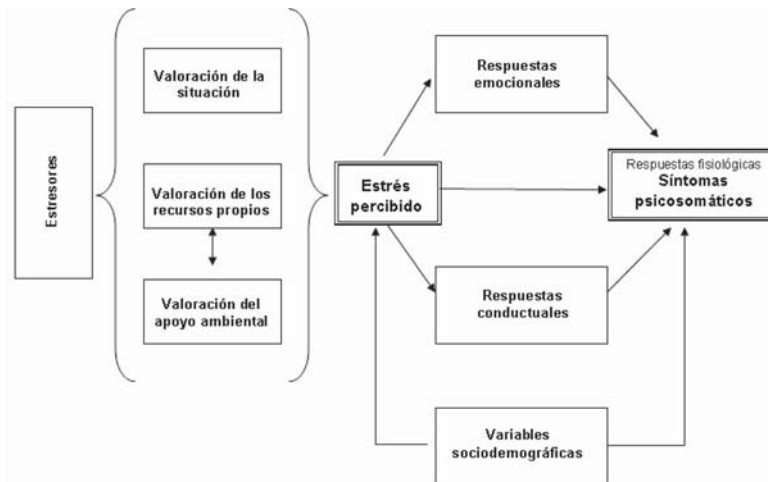 Estresores
Valoración de la
situación
Valoración de los
recursos propios
Valoración del
apoyo ambiental
Estrés
percibido
Respuestas
emocionales
Respuestas fisiológicas
Síntomas
psicosomáticos
Respuestas
conductuales
Variables
sociodemográficas